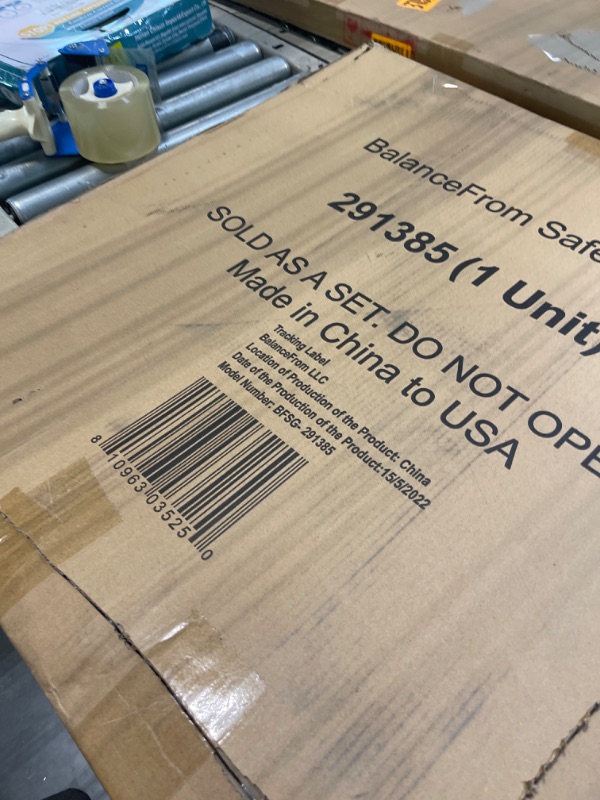 BalanceFrom Safe
291385 (1 Unit)
SOLD AS A SET. DO NOT OPE
Made in China to USA
Tracking Label
BalanceFrom LLC
Location of Production of the Product: China
Date of the Production of the Product:15/5/2022
Model Number: BFSG- 291385
8 10963 03525 0